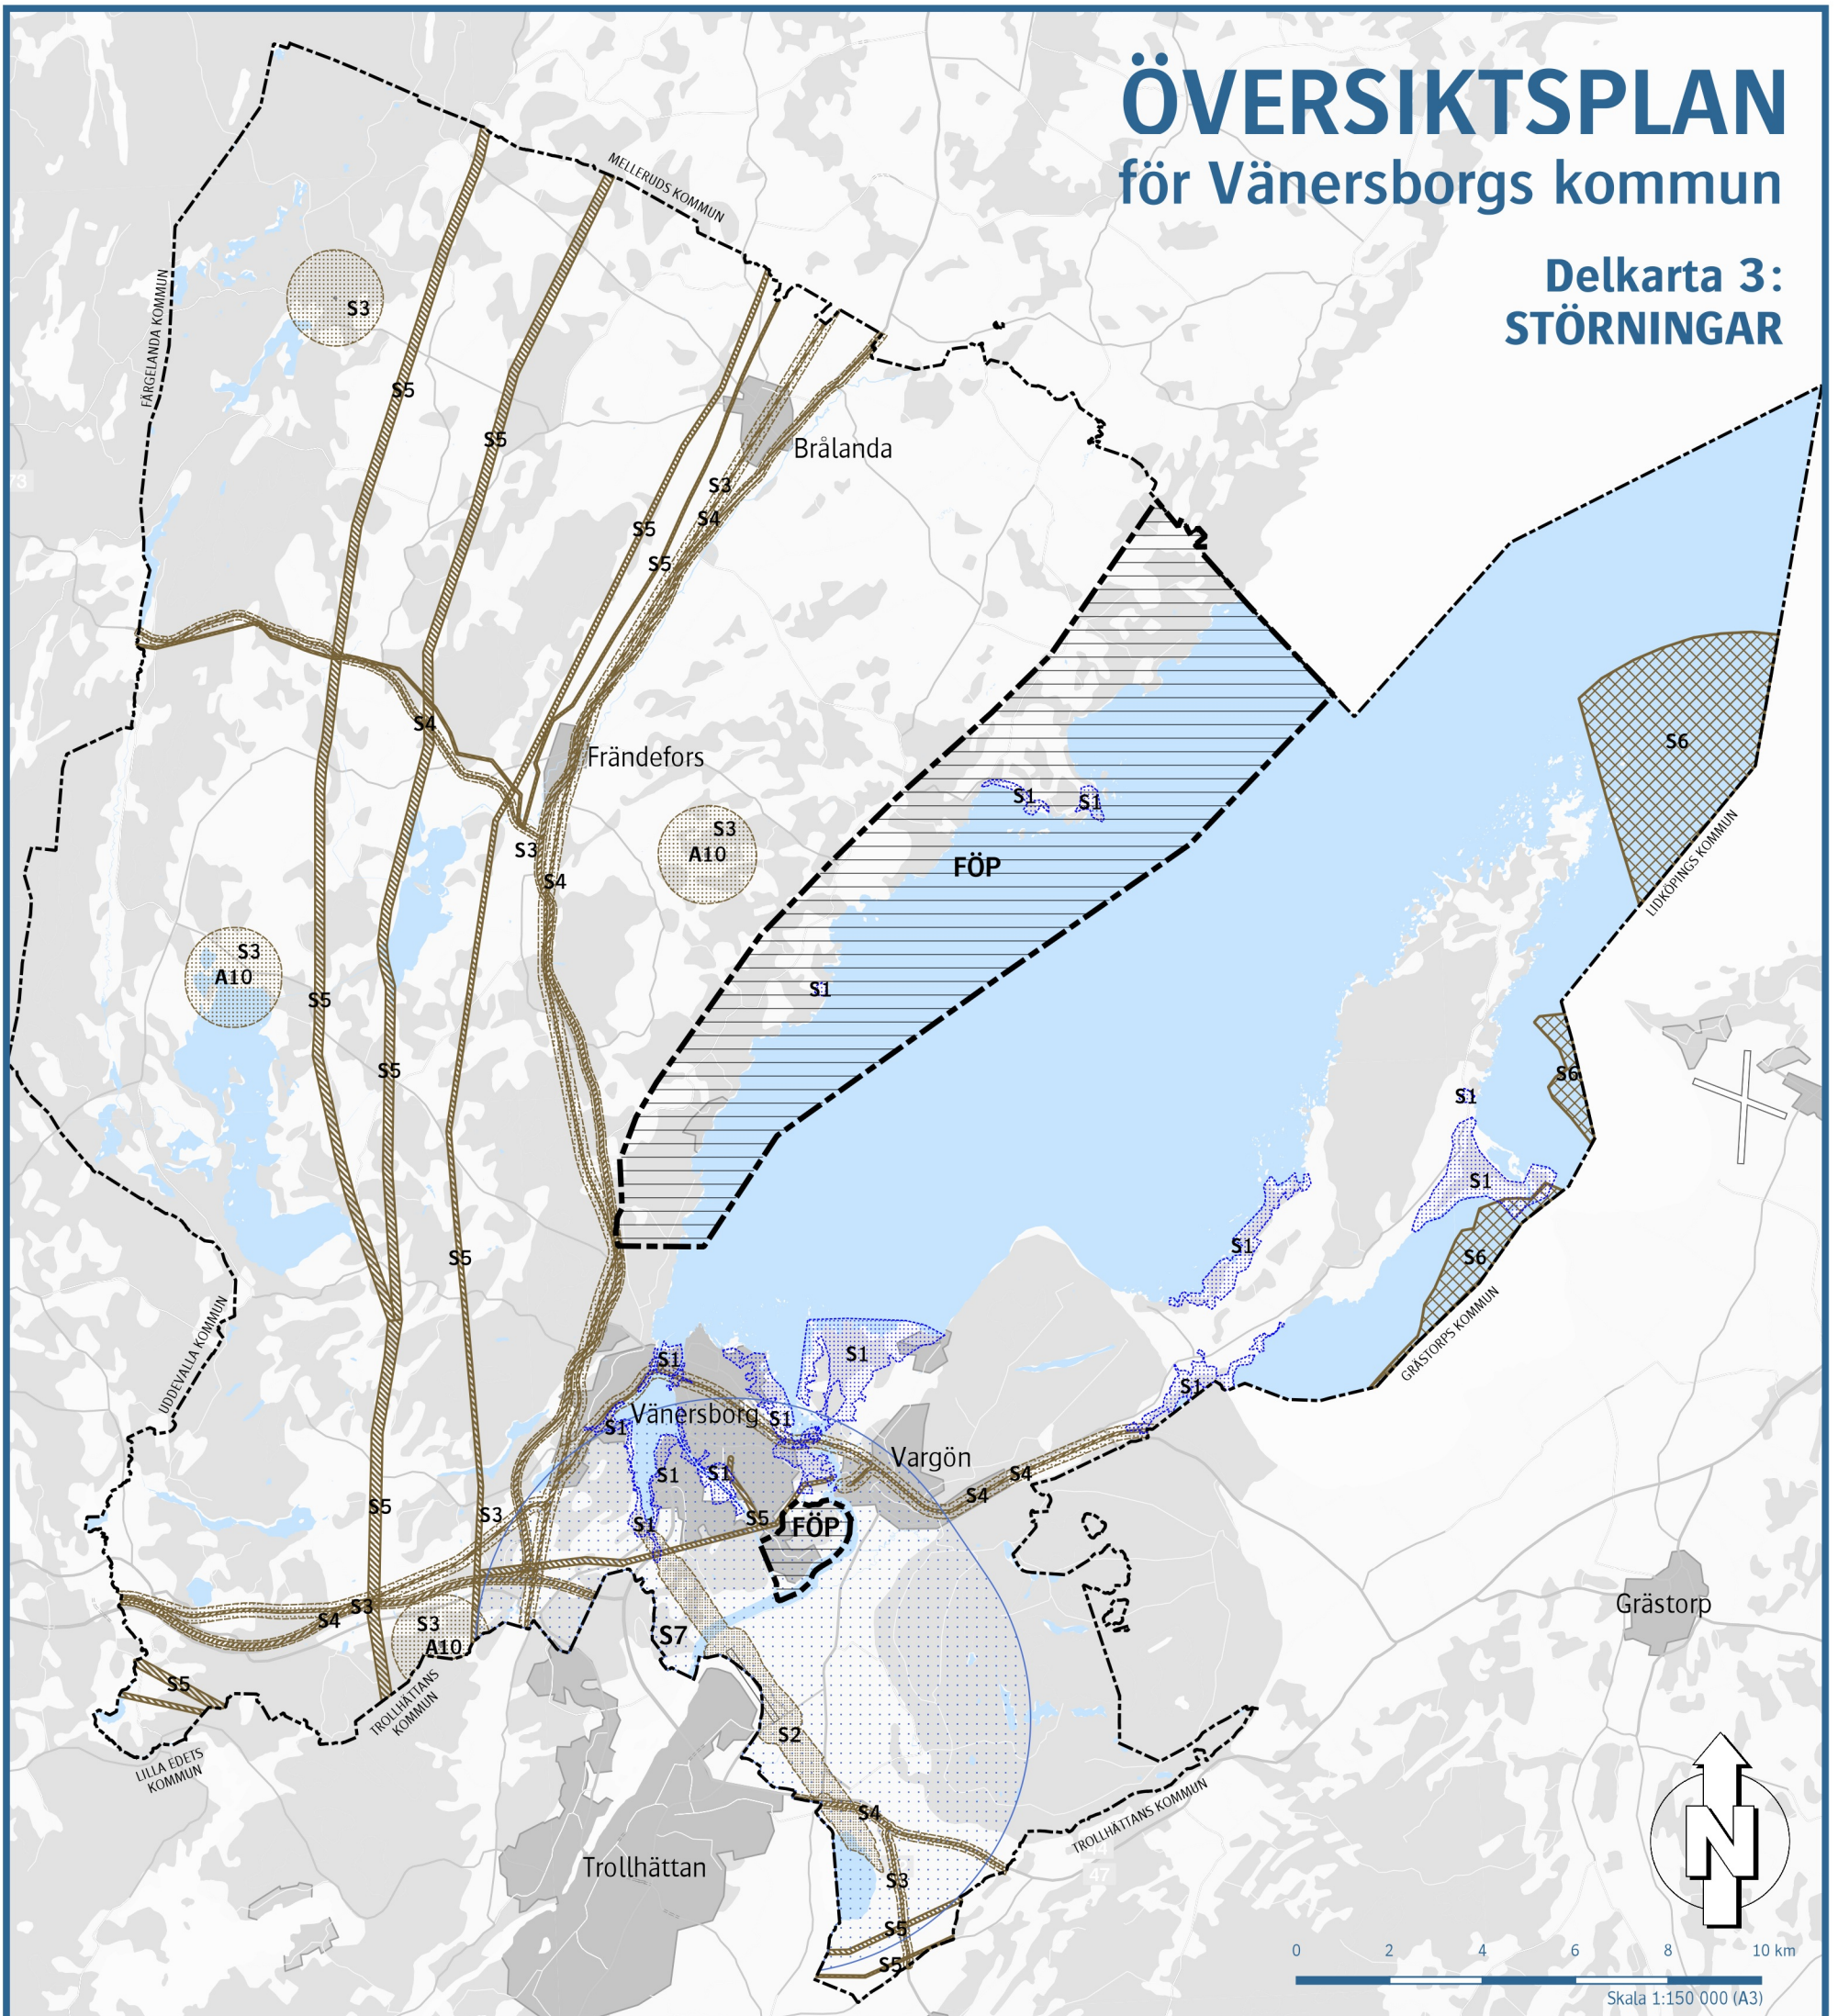 ÖVERSIKTSPLAN
för Vänersborgs kommun
Delkarta 3:
STÖRNINGAR
MELLERUDS KOMMUN
FÄRGELANDA KOMMUN
S3
S5
S5
Brålanda
73
S3
S4
S5
S5
2
S6
S4
Frändefors
S1
S1
S3
A10
S3
S4
FÖP
LIDKÖPINGS KOMMUN
S3
A10
S5
S1
S5
S6
S1
S1
S5
S1
S6
UDDEVALLA KOMMUN
GRÄSTORPS KOMMUN
S1
S1
S1
Vänersborg
S1
S1
Vargön
S1
S1
S4
S4
S5
S3
S1
S5
FÖP
Grästorp
S3
S4
S3
A10
S7
S5
TROLLHÄTTANS
KOMMUN
LILLA EDETS
KOMMUN
S2
S4
TROLLHÄTTANS KOMMUN
Trollhättan
47
S3
S5
S5
N
0 2 4 6 8 10 km
Skala 1:150 000 (A3)